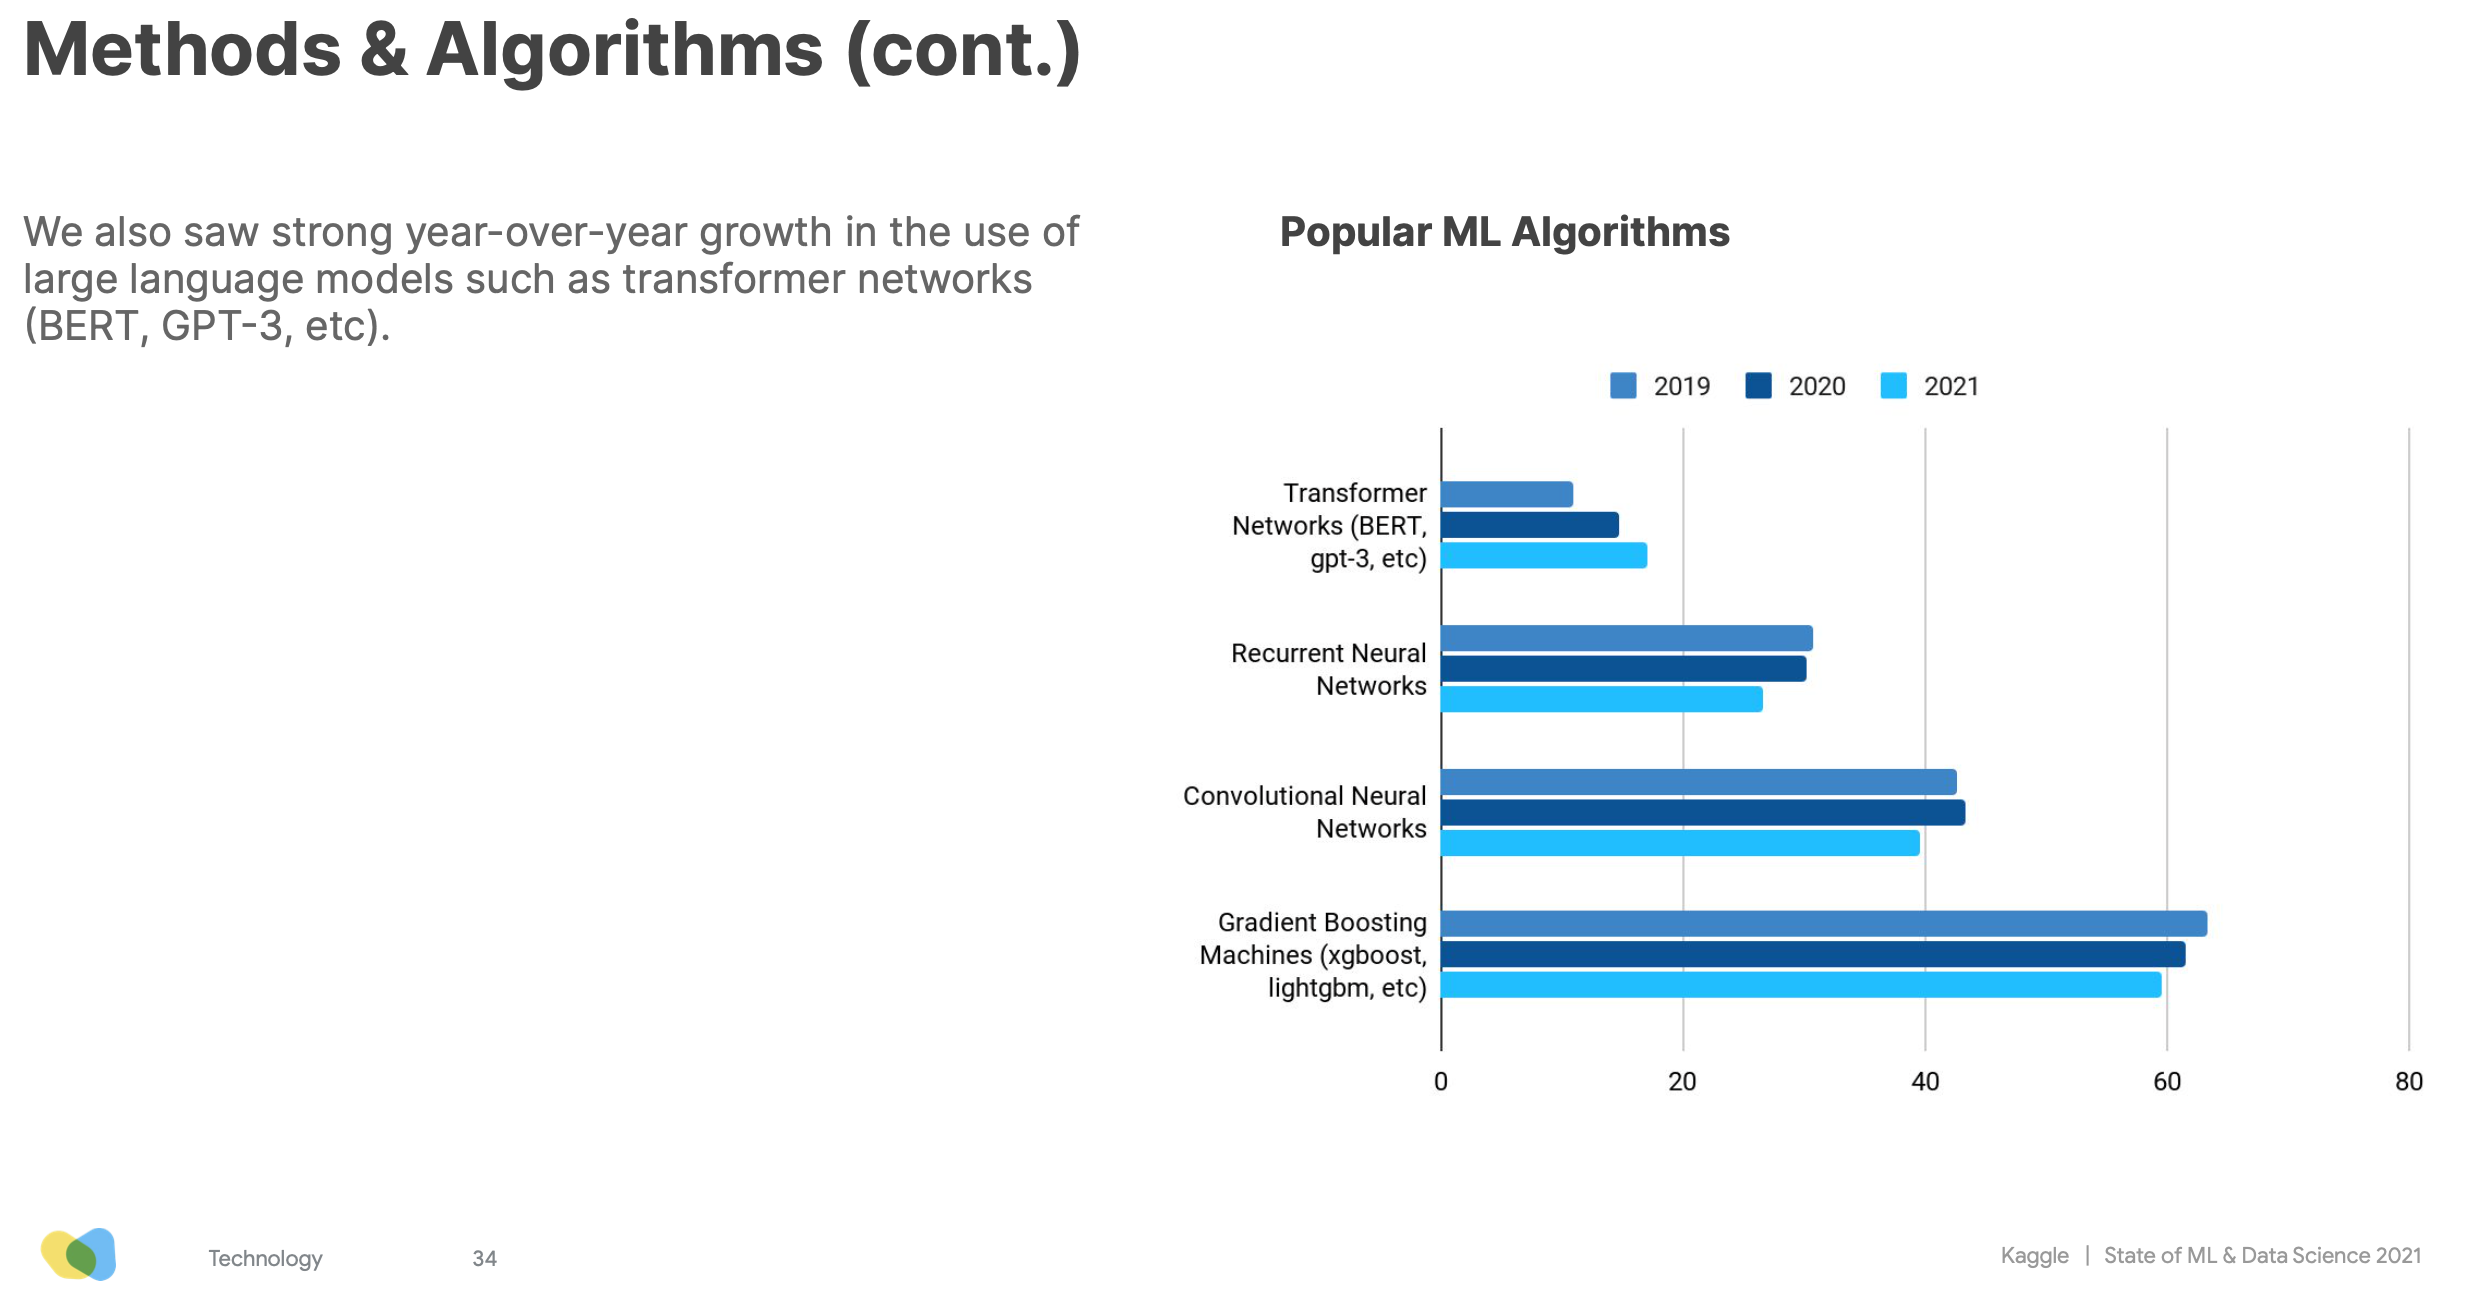 Methods & Algorithms (cont.)
We also saw strong year-over-year growth in the use of
large language models such as transformer networks
(BERT, GPT-3, etc).
Popular ML Algorithms
2019 2020 2021
Transformer
Networks (BERT,
gpt-3, etc)
Recurrent Neural
Networks
Convolutional Neural
Networks
Gradient Boosting
Machines (xgboost,
lightgbm, etc)
0 20 40 60 80
Technology 34
Kaggle | State of ML & Data Science 2021